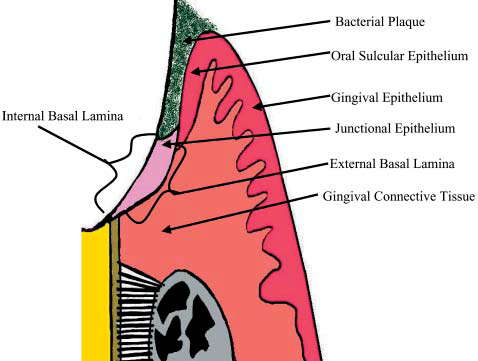 Bacterial Plaque
Oral Sulcular Epithelium
Gingival Epithelium
Internal Basal Lamina
Junctional Epithelium
External Basal Lamina
Gingival Connective Tissue